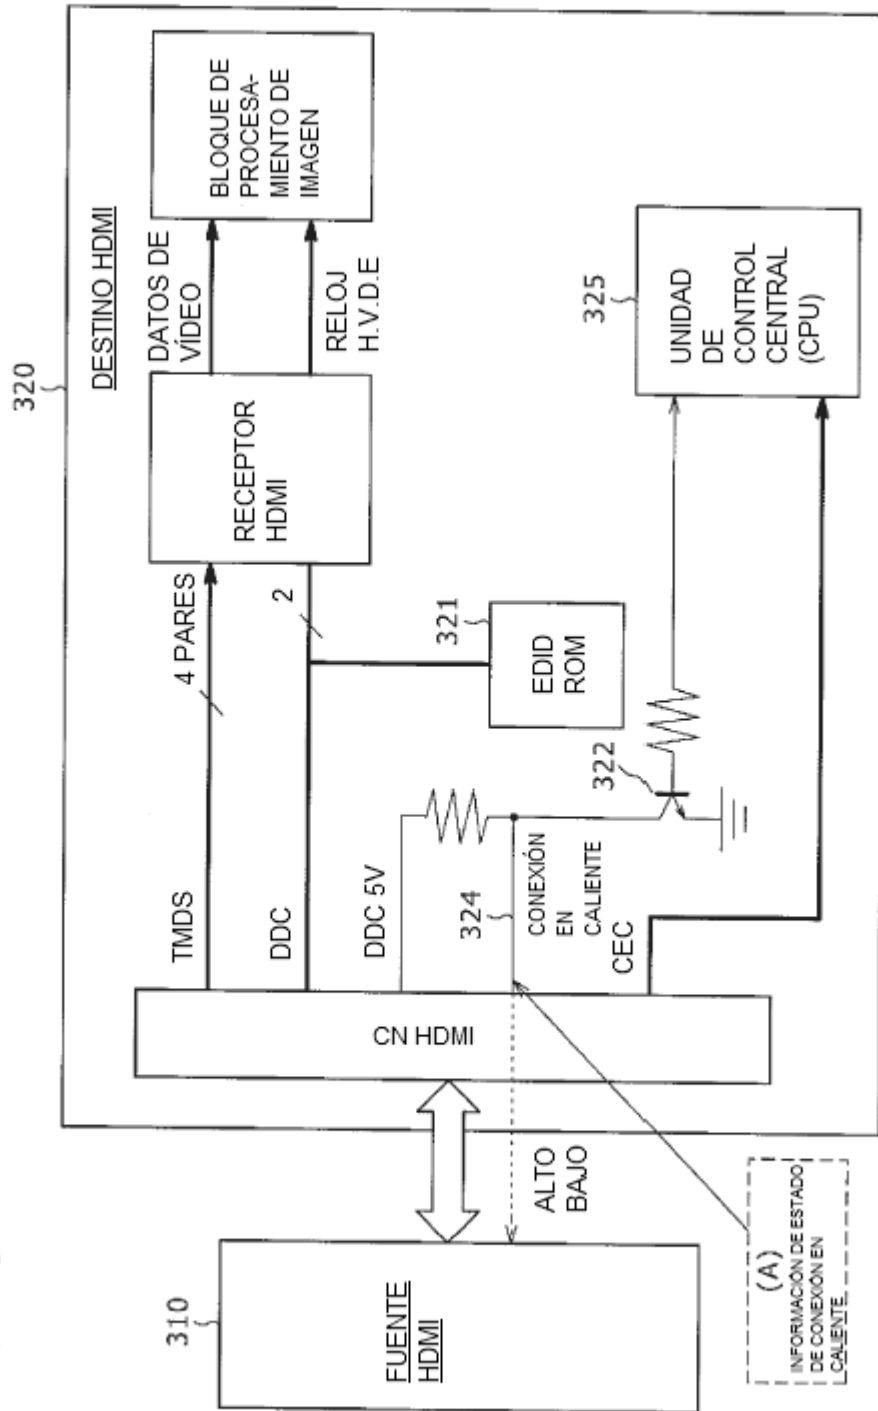 320
DESTINO HDMI
BLOQUE DE
PROCESA-
MIENTO DE
IMAGEN
DATOS DE
VÍDEO
RELOJ
H.V.D.E
RECEPTOR
HDMI
4 PARES
2
TMDS
DDC
321
EDID
ROM
325
UNIDAD
DE
CONTROL
CENTRAL
(CPU)
322
DDC 5V
324
CONEXIÓN
EN
CALIENTE
CEC
CN HDMI
ALTO
BAJO
310
FUENTE
HDMI
(A)
INFORMACIÓN DE ESTADO
DE CONEXIÓN EN
CALIENTE